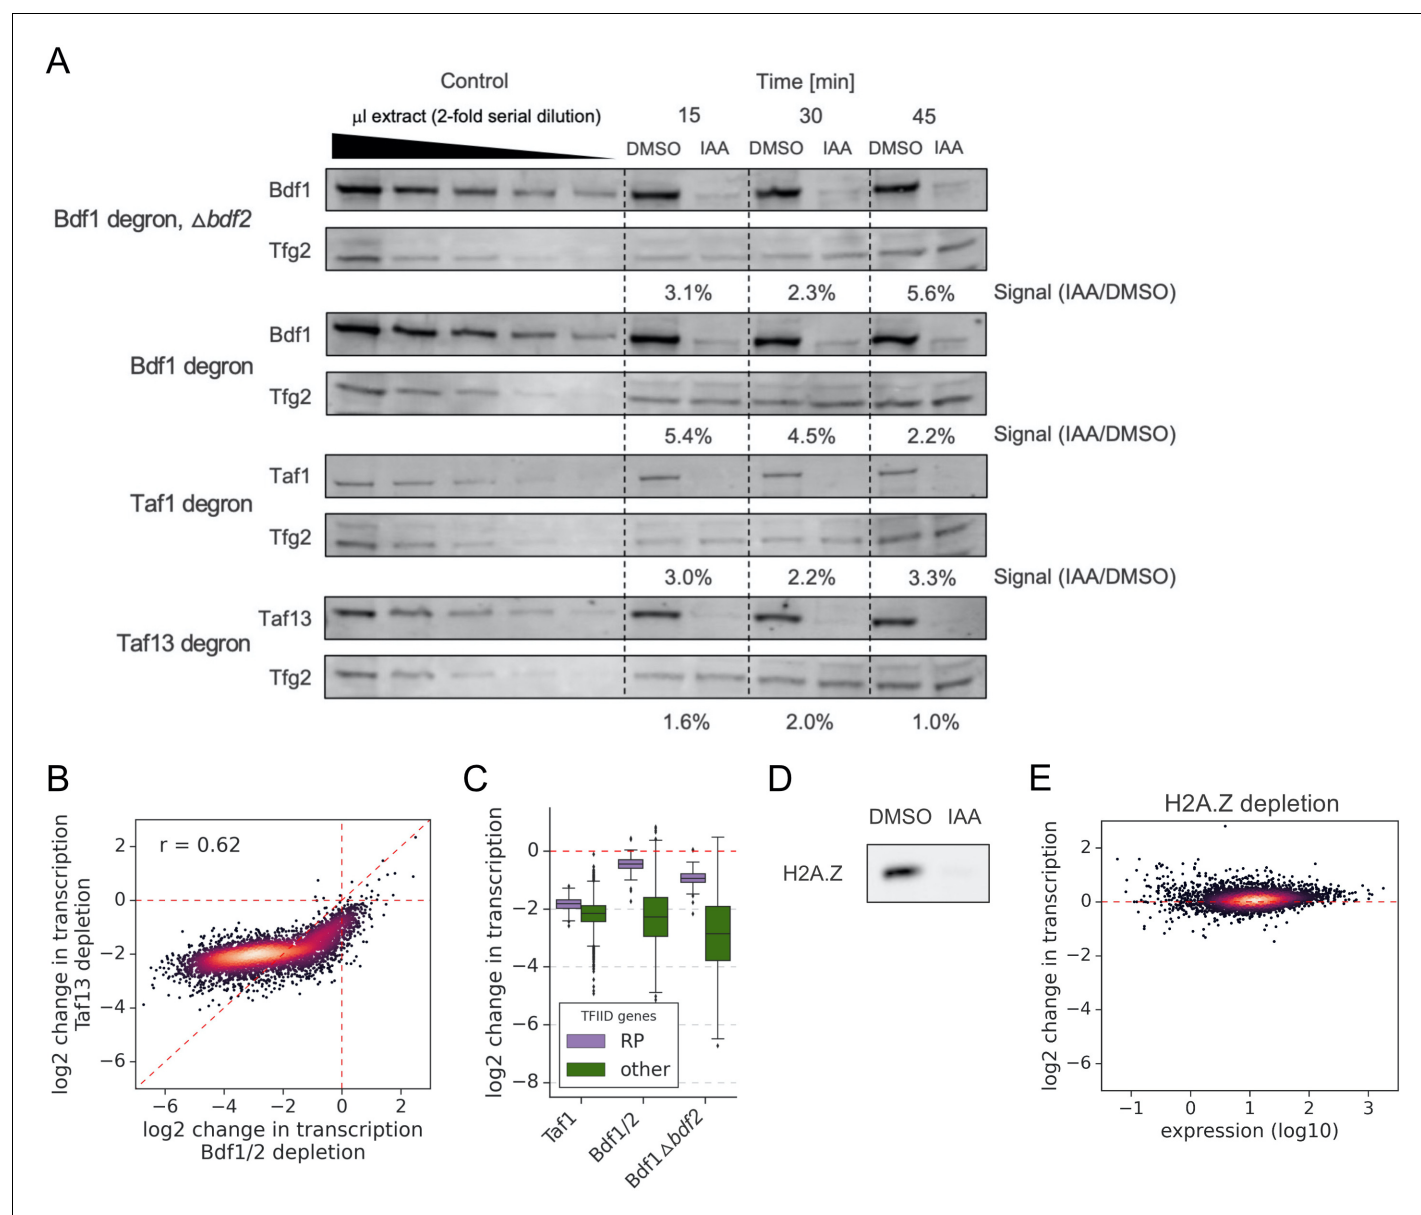 A
Control
Time [min]
µl extract (2-fold serial dilution)
15
30
45
DMSO IAA DMSO IAA DMSO IAA
Bdf1 degron, Δbdf2
Bdf1
Tfg2
3.1% 2.3% 5.6% Signal (IAA/DMSO)
Bdf1 degron
Bdf1
Tfg2
5.4% 4.5% 2.2% Signal (IAA/DMSO)
Taf1 degron
Taf1
Tfg2
3.0% 2.2% 3.3% Signal (IAA/DMSO)
Taf13 degron
Taf13
Tfg2
1.6% 2.0% 1.0%
B
log2 change in transcription
Taf13 depletion
r = 0.62
2
0
−2
−4
−6
−6 −4 −2 0 2
log2 change in transcription
Bdf1/2 depletion
C
log2 change in transcription
0
−2
−4
−6
−8
TFIID genes
RP
other
Taf1
Bdf1/2
Bdf1Δbdf2
D
DMSO IAA
H2A.Z
E
H2A.Z depletion
log2 change in transcription
2
0
−2
−4
−6
−1 0 1 2 3
expression (log10)